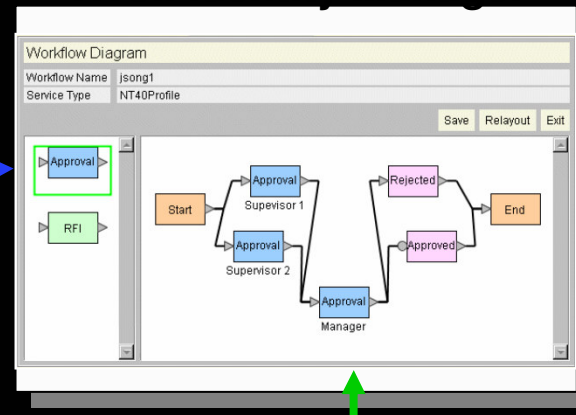 Workflow Diagram
Workflow Name jsong1
Service Type NT40Profile
Save Relayout Exit
Approval
RFI
Start
Approval
Supevisor 1
Approval
Supervisor 2
Approval
Manager
Rejected
Approved
End